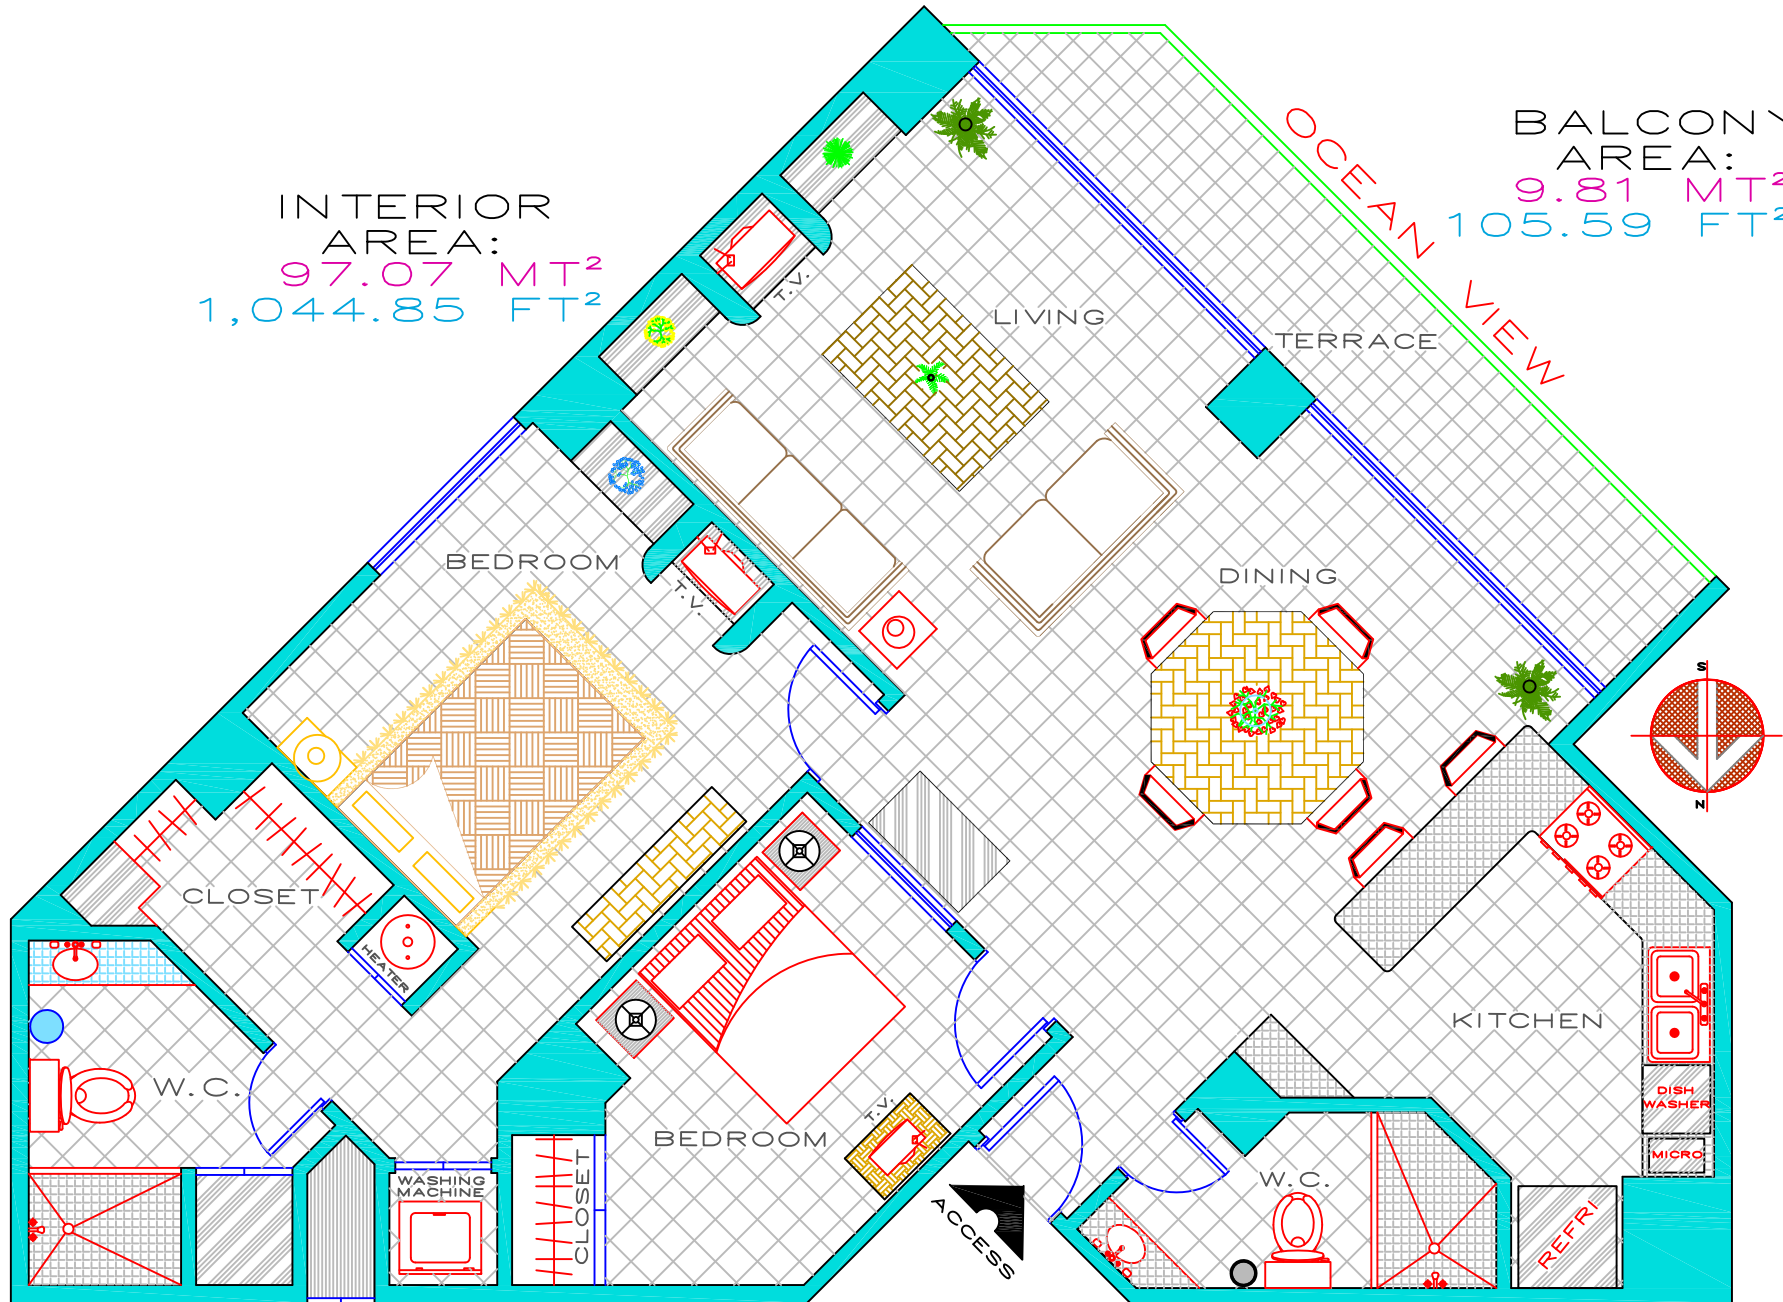 INTERIOR
AREA:
97.07 MT²
1,044.85 FT²
BALCONY
AREA:
9.81 MT²
105.59 FT²
OCEAN VIEW
TERRACE
LIVING
T.V.
BEDROOM
T.V.
DINING
S
N
CLOSET
HEATER
W.C.
KITCHEN
DISH
WASHER
MICRO
REFRI
BEDROOM
T.V.
CLOSET
WASHING
MACHINE
ACCESS
W.C.